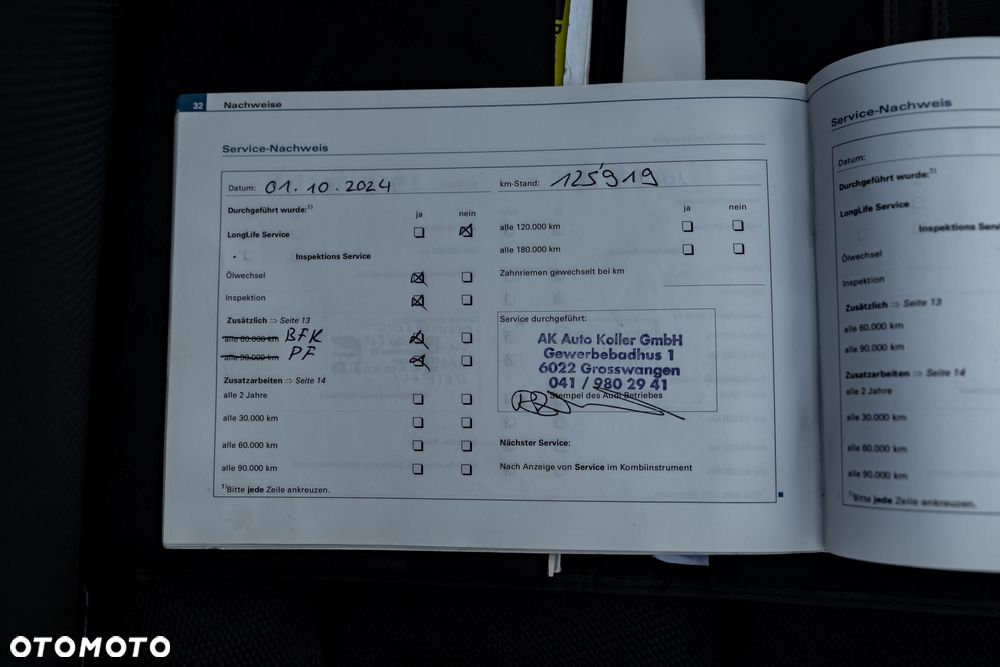 32 Nachweise
Service-Nachweis
Datum: 01.10.2024 km-Stand: 125'919
Durchgeführt wurde:1)
ja nein ja nein
LongLife Service
alle 120.000 km
Inspektions Service
alle 180.000 km
Ölwechsel
Zahnriemen gewechselt bei km
Inspektion
Zusätzlich ⇒ Seite 13
alle 60.000 km BFK
alle 90.000 km PF
Zusatzarbeiten ⇒ Seite 14
alle 2 Jahre
alle 30.000 km
alle 60.000 km
alle 90.000 km
1)Bitte jede Zeile ankreuzen.
Service durchgeführt:
AK Auto Koller GmbH
Gewerbebadhus 1
6022 Grosswangen
041 / 980 29 41
Stempel des Audi Betriebes
Nächster Service:
Nach Anzeige von Service im Kombiinstrument
Service-Nachweis
Datum:
Durchgeführt wurde:1)
LongLife Service
Inspektions Serv
Ölwechsel
Inspektion
Zusätzlich ⇒ Seite 13
alle 60.000 km
alle 90.000 km
Zusatzarbeiten ⇒ Seite 14
alle 2 Jahre
alle 30.000 km
alle 60.000 km
alle 90.000 km
1)Bitte jede Zeile ankreuzen.
OTOMOTO